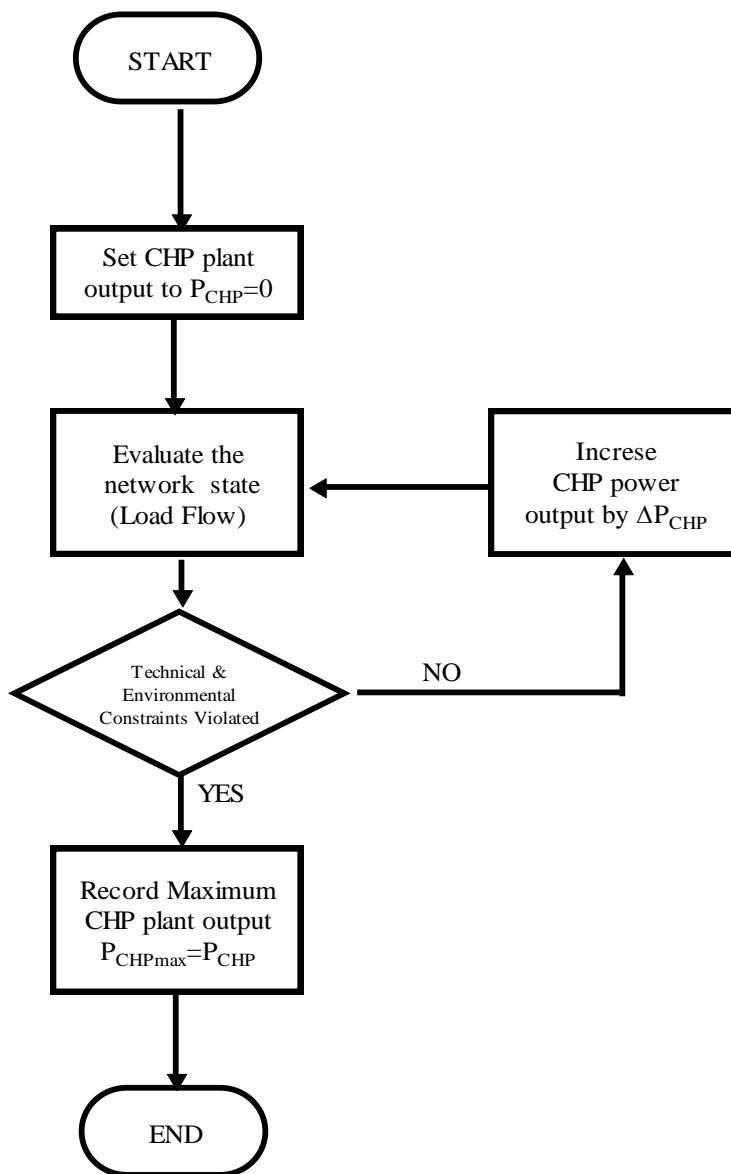 START
Set CHP plant
output to P_CHP=0
Evaluate the
network state
(Load Flow)
Increse
CHP power
output by ΔP_CHP
Technical &
Environmental
Constraints Violated
NO
YES
Record Maximum
CHP plant output
P_CHPmax=P_CHP
END